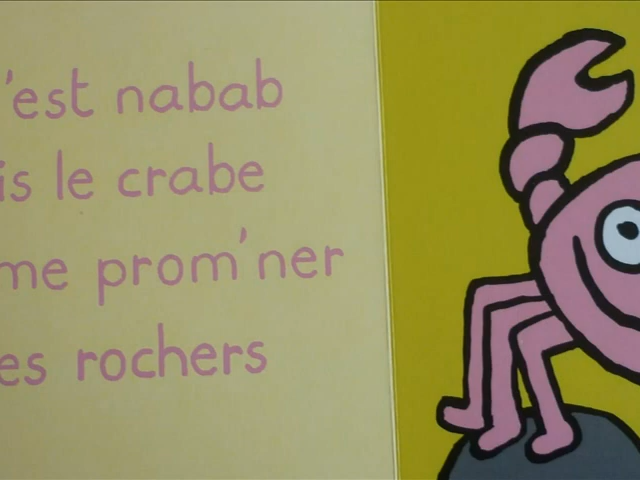 'est nabab
is le crabe
me prom'ner
es rochers